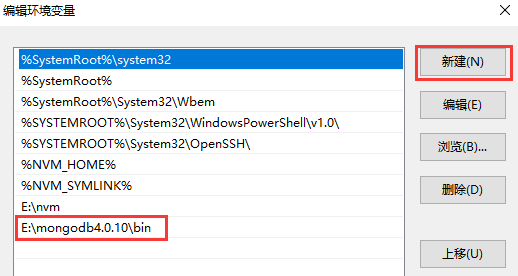 编辑环境变量
%SystemRoot%\system32
%SystemRoot%
%SystemRoot%\System32\Wbem
%SYSTEMROOT%\System32\WindowsPowerShell\v1.0\
%SYSTEMROOT%\System32\OpenSSH\
%NVM_HOME%
%NVM_SYMLINK%
E:\nvm
E:\mongodb4.0.10\bin
新建(N)
编辑(E)
浏览(B)...
删除(D)
上移(U)